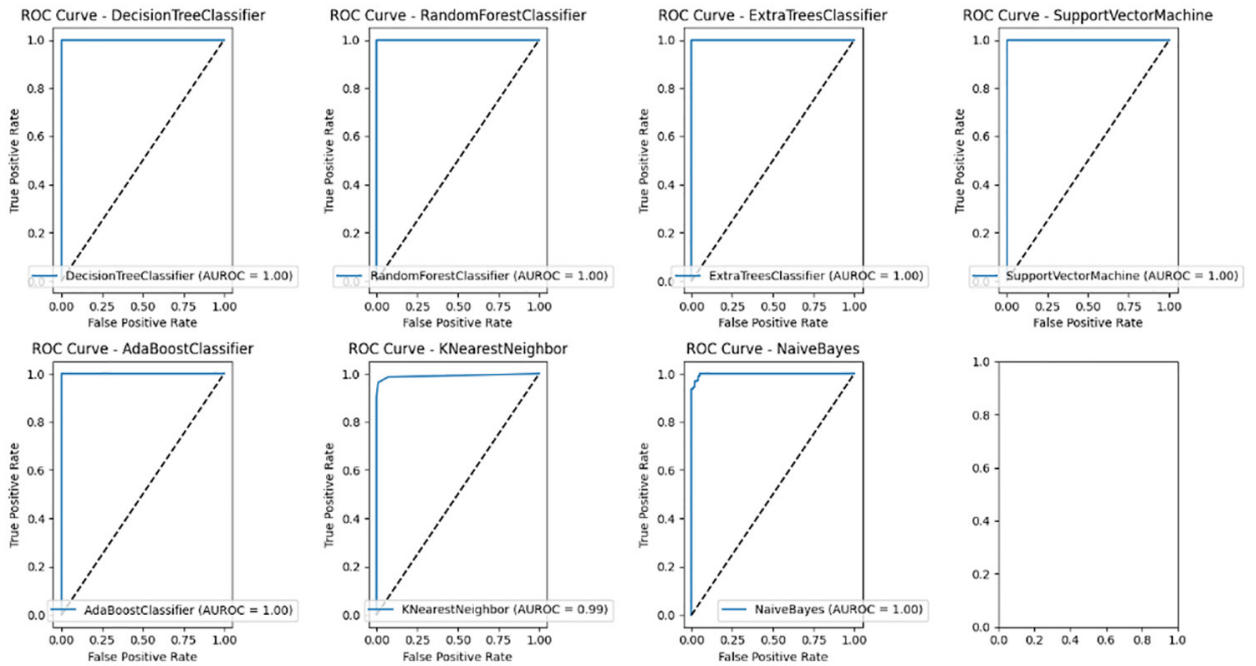 ROC Curve - DecisionTreeClassifier
1.0
0.8
0.6
0.4
0.2
0.0
True Positive Rate
DecisionTreeClassifier (AUROC = 1.00)
0.00 0.25 0.50 0.75 1.00
False Positive Rate
ROC Curve - RandomForestClassifier
1.0
0.8
0.6
0.4
0.2
0.0
True Positive Rate
RandomForestClassifier (AUROC = 1.00)
0.00 0.25 0.50 0.75 1.00
False Positive Rate
ROC Curve - ExtraTreesClassifier
1.0
0.8
0.6
0.4
0.2
0.0
True Positive Rate
ExtraTreesClassifier (AUROC = 1.00)
0.00 0.25 0.50 0.75 1.00
False Positive Rate
ROC Curve - SupportVectorMachine
1.0
0.8
0.6
0.4
0.2
0.0
True Positive Rate
SupportVectorMachine (AUROC = 1.00)
0.00 0.25 0.50 0.75 1.00
False Positive Rate
ROC Curve - AdaBoostClassifier
1.0
0.8
0.6
0.4
0.2
0.0
True Positive Rate
AdaBoostClassifier (AUROC = 1.00)
0.00 0.25 0.50 0.75 1.00
False Positive Rate
ROC Curve - KNearestNeighbor
1.0
0.8
0.6
0.4
0.2
0.0
True Positive Rate
KNearestNeighbor (AUROC = 0.99)
0.00 0.25 0.50 0.75 1.00
False Positive Rate
ROC Curve - NaiveBayes
1.0
0.8
0.6
0.4
0.2
0.0
True Positive Rate
NaiveBayes (AUROC = 1.00)
0.00 0.25 0.50 0.75 1.00
False Positive Rate
1.0
0.8
0.6
0.4
0.2
0.0
0.0 0.2 0.4 0.6 0.8 1.0